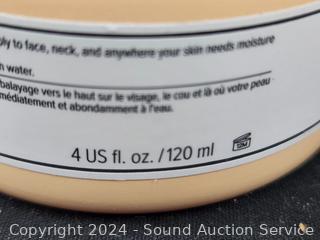 ply to face, neck, and anywhere your skin needs moisture
h water.
balayage vers le haut sur le visage, le cou et là où votre peau
médiatement et abondamment à l'eau.
4 US fl. oz. / 120 ml
12M
Copyright 2024 - Sound Auction Service